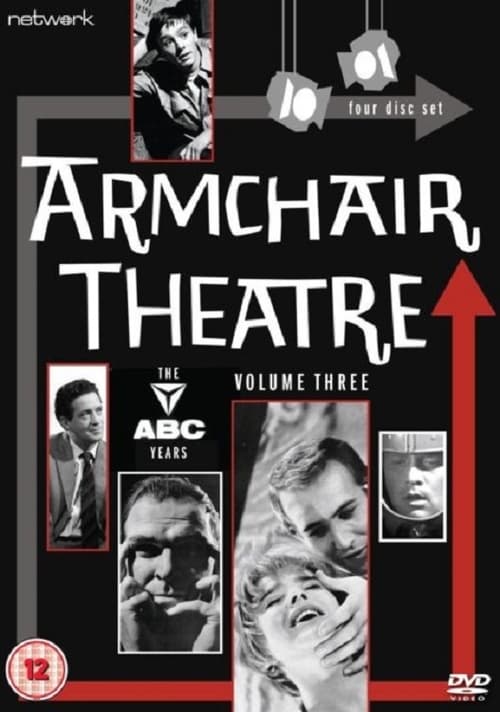 network
four disc set
ARMCHAIR
THEATRE
THE
ABC
YEARS
VOLUME THREE
12
DVD
VIDEO